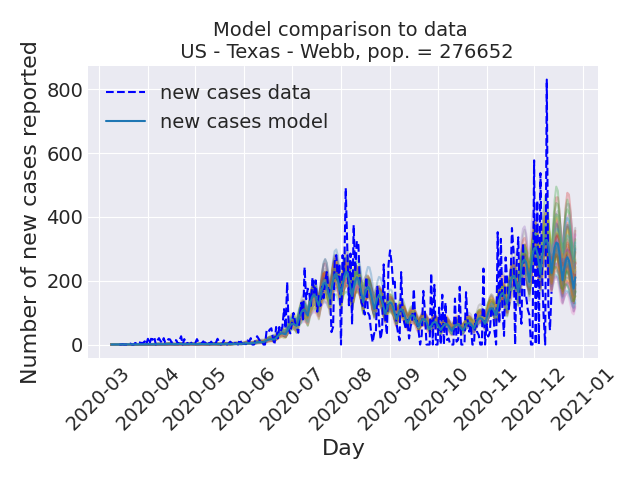 Model comparison to data
US - Texas - Webb, pop. = 276652
Number of new cases reported
800
600
400
200
0
new cases data
new cases model
2020-03
2020-04
2020-05
2020-06
2020-07
2020-08
2020-09
2020-10
2020-11
2020-12
2021-01
Day